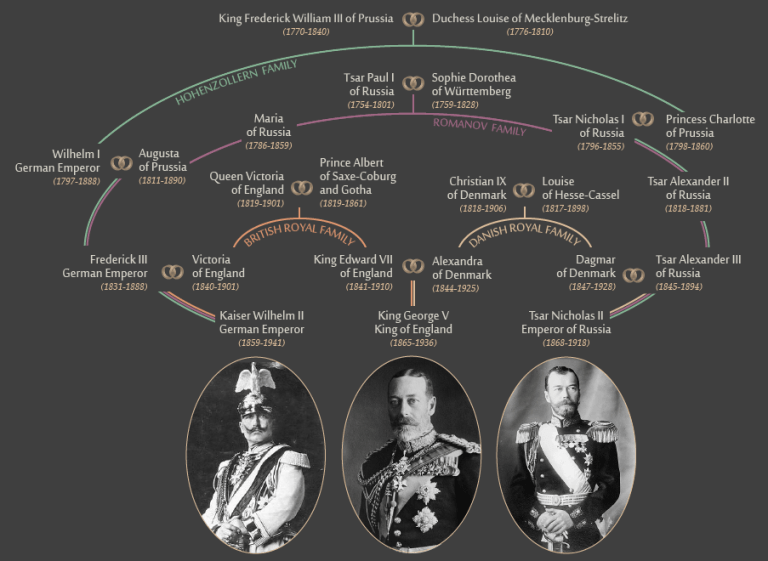 King Frederick William III of Prussia
(1770-1840)
Duchess Louise of Mecklenburg-Strelitz
(1776-1810)
HOHENZOLLERN FAMILY
Tsar Paul I
of Russia
(1754-1801)
Sophie Dorothea
of Württemberg
(1759-1828)
ROMANOV FAMILY
Maria
of Russia
(1786-1859)
Tsar Nicholas I
of Russia
(1796-1855)
Princess Charlotte
of Prussia
(1798-1860)
Wilhelm I
German Emperor
(1797-1888)
Augusta
of Prussia
(1811-1890)
Queen Victoria
of England
(1819-1901)
Prince Albert
of Saxe-Coburg
and Gotha
(1819-1861)
Christian IX
of Denmark
(1818-1906)
Louise
of Hesse-Cassel
(1817-1898)
Tsar Alexander II
of Russia
(1818-1881)
BRITISH ROYAL FAMILY
DANISH ROYAL FAMILY
Frederick III
German Emperor
(1831-1888)
Victoria
of England
(1840-1901)
King Edward VII
of England
(1841-1910)
Alexandra
of Denmark
(1844-1925)
Dagmar
of Denmark
(1847-1928)
Tsar Alexander III
of Russia
(1845-1894)
Kaiser Wilhelm II
German Emperor
(1859-1941)
King George V
King of England
(1865-1936)
Tsar Nicholas II
Emperor of Russia
(1868-1918)